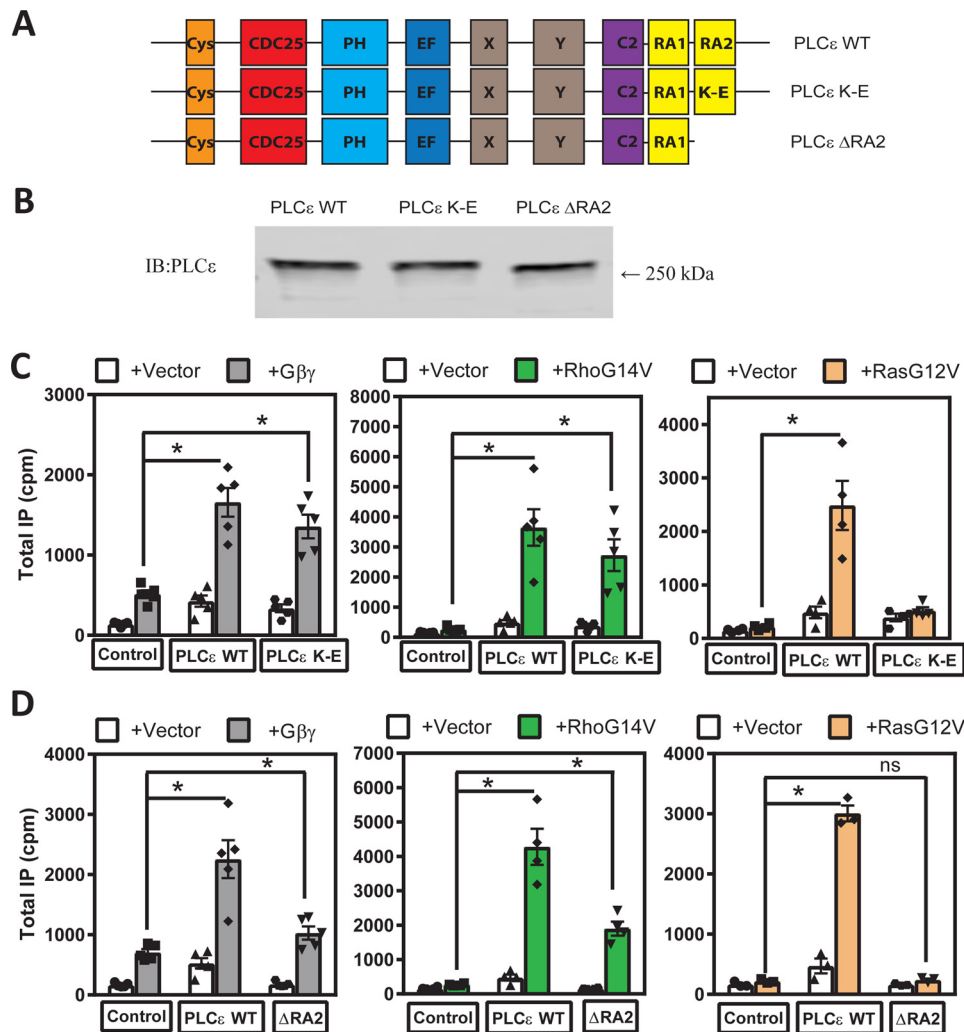 A
Cys CDC25 PH EF X Y C2 RA1 RA2 PLCε WT
Cys CDC25 PH EF X Y C2 RA1 K-E PLCε K-E
Cys CDC25 PH EF X Y C2 RA1 PLCε ΔRA2
B
PLCε WT PLCε K-E PLCε ΔRA2
IB:PLCε ← 250 kDa
C
+Vector +Gβγ
3000
2000
1000
0
Total IP (cpm)
* *
Control PLCε WT PLCε K-E
+Vector +RhoG14V
8000
7000
6000
5000
4000
3000
2000
1000
0
* *
Control PLCε WT PLCε K-E
+Vector +RasG12V
4000
3000
2000
1000
0
*
Control PLCε WT PLCε K-E
D
+Vector +Gβγ
4000
3000
2000
1000
0
Total IP (cpm)
* *
Control PLCε WT ΔRA2
+Vector +RhoG14V
7000
6000
5000
4000
3000
2000
1000
0
* *
Control PLCε WT ΔRA2
+Vector +RasG12V
4000
3000
2000
1000
0
* ns
Control PLCε WT ΔRA2